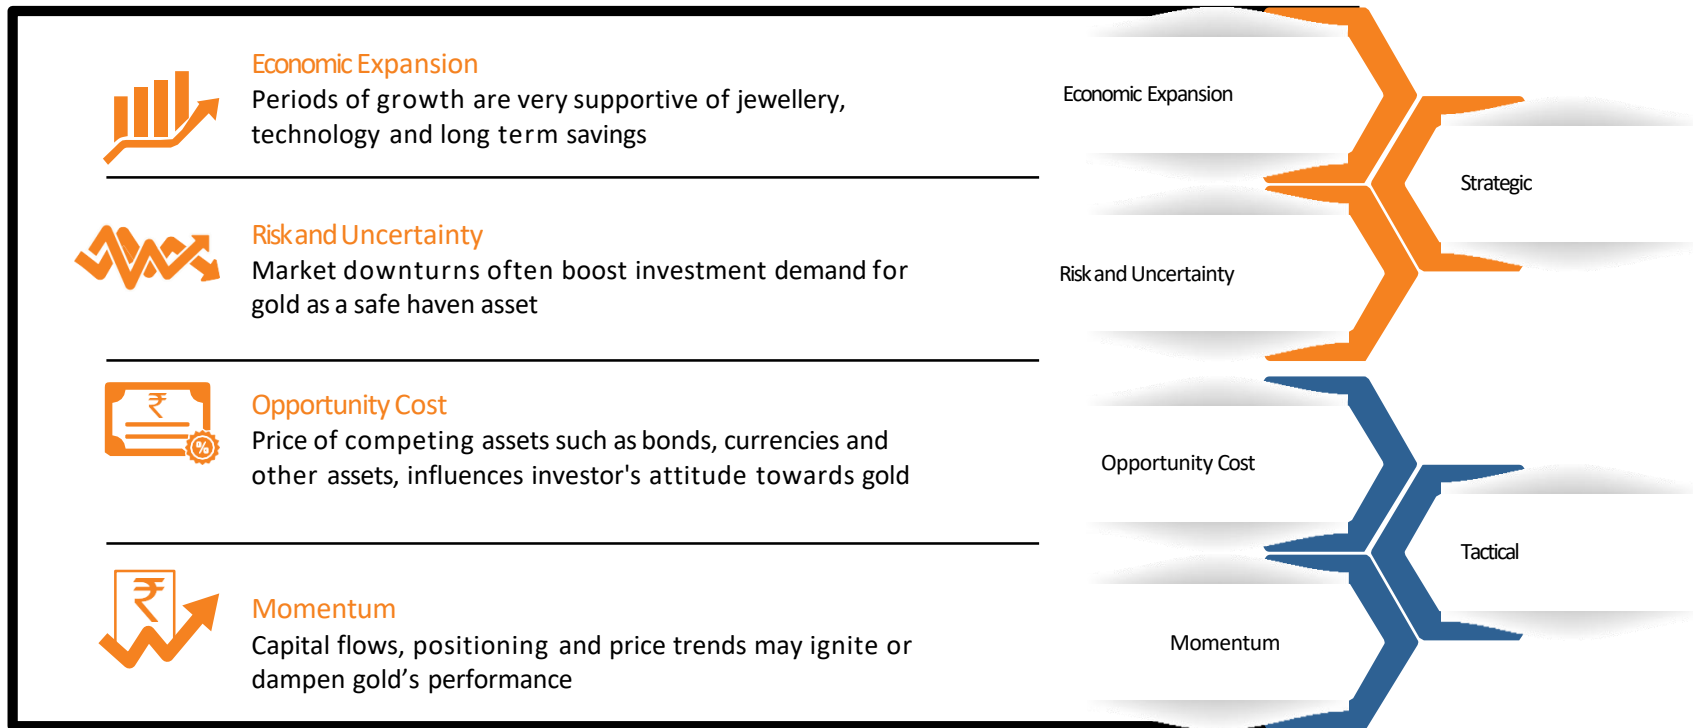 Economic Expansion
Periods of growth are very supportive of jewellery,
technology and long term savings
Risk and Uncertainty
Market downturns often boost investment demand for
gold as a safe haven asset
₹
%
Opportunity Cost
Price of competing assets such as bonds, currencies and
other assets, influences investor's attitude towards gold
₹
Momentum
Capital flows, positioning and price trends may ignite or
dampen gold’s performance
Economic Expansion
Strategic
Risk and Uncertainty
Opportunity Cost
Tactical
Momentum